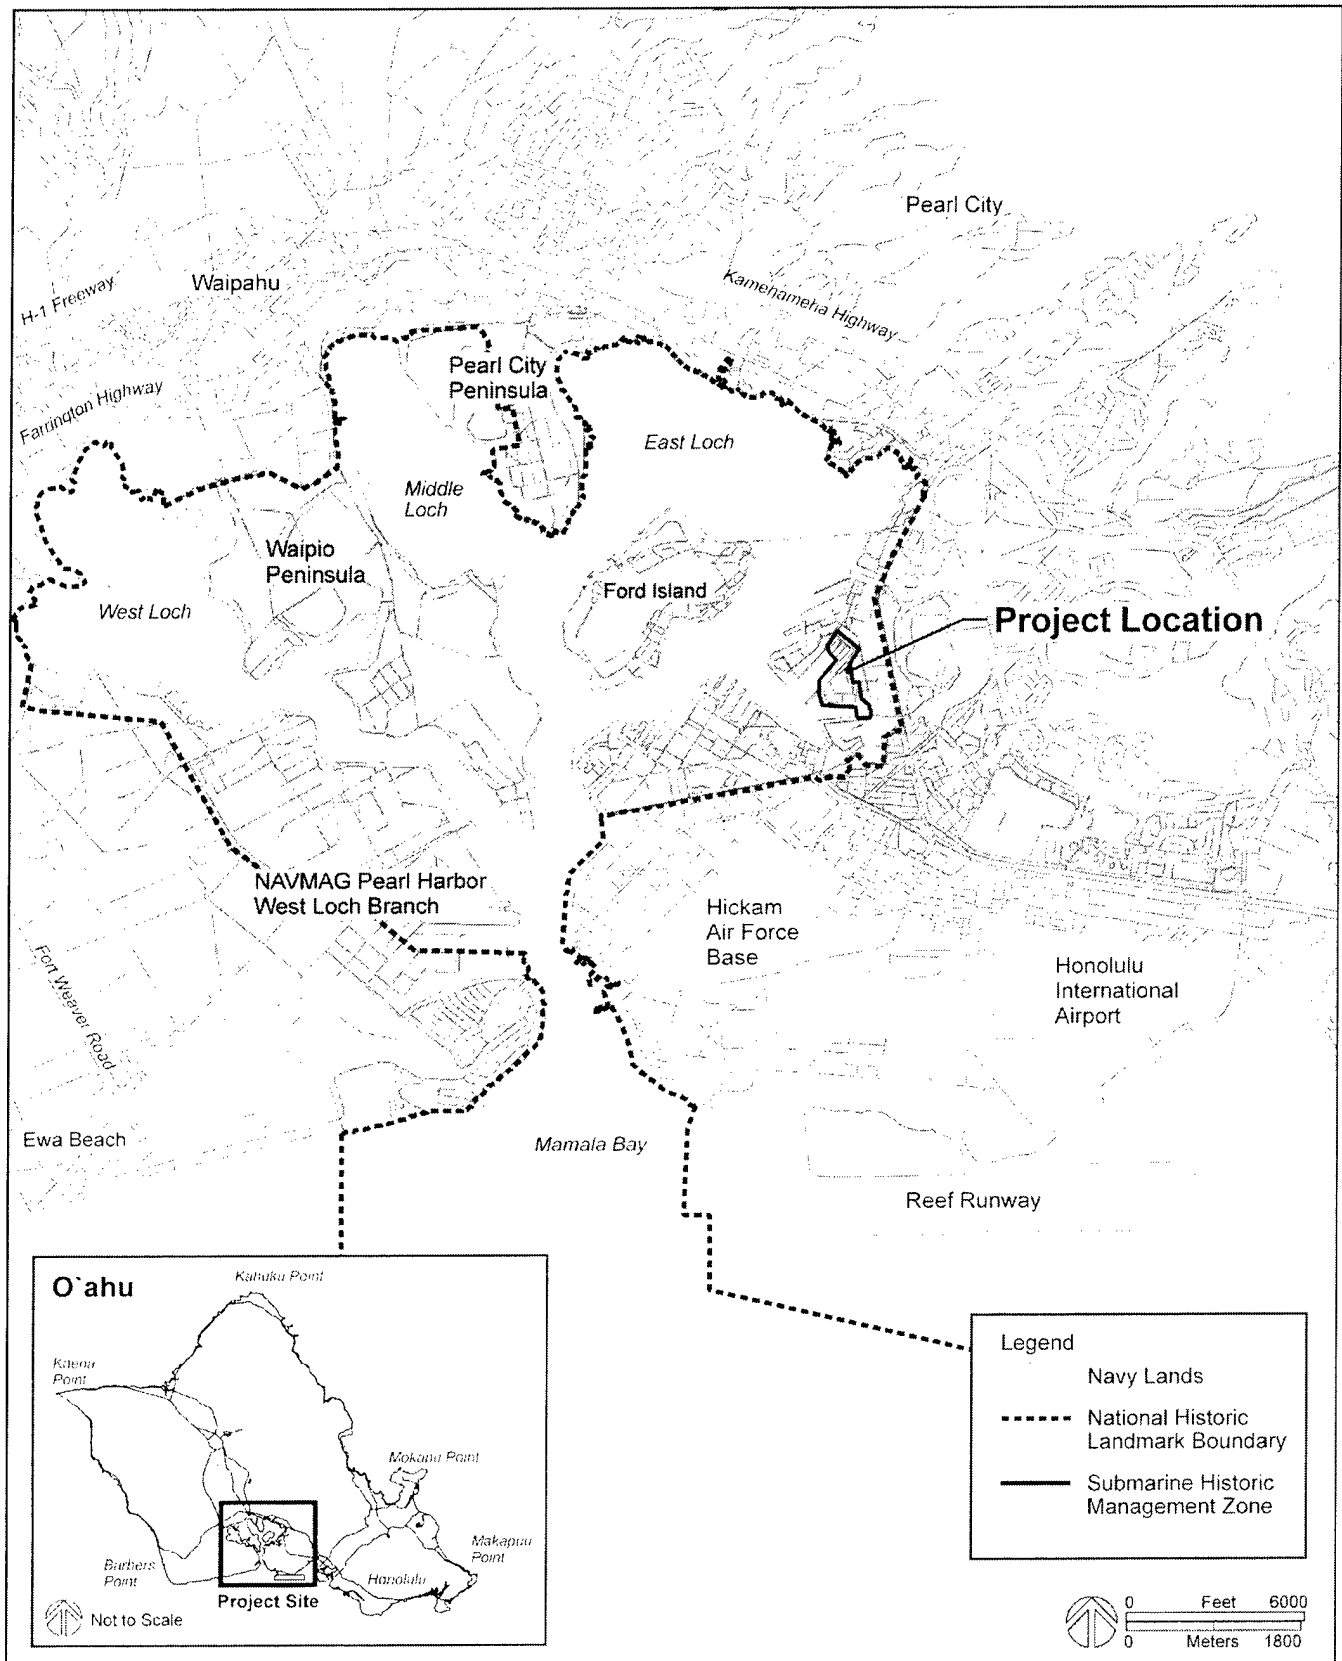 Pearl City
Kamehameha Highway
Waipahu
H-1 Freeway
Farrington Highway
Pearl City
Peninsula
East Loch
Middle
Loch
Waipio
Peninsula
West Loch
Ford Island
Project Location
NAVMAG Pearl Harbor
West Loch Branch
Hickam
Air Force
Base
Honolulu
International
Airport
Fort Weaver Road
Ewa Beach
Mamala Bay
Reef Runway
O`ahu
Kahuku Point
Kaena
Point
Mokapu Point
Makapuu
Point
Barbers
Point
Honolulu
Project Site
Not to Scale
Legend
Navy Lands
National Historic
Landmark Boundary
Submarine Historic
Management Zone
0 Feet 6000
0 Meters 1800